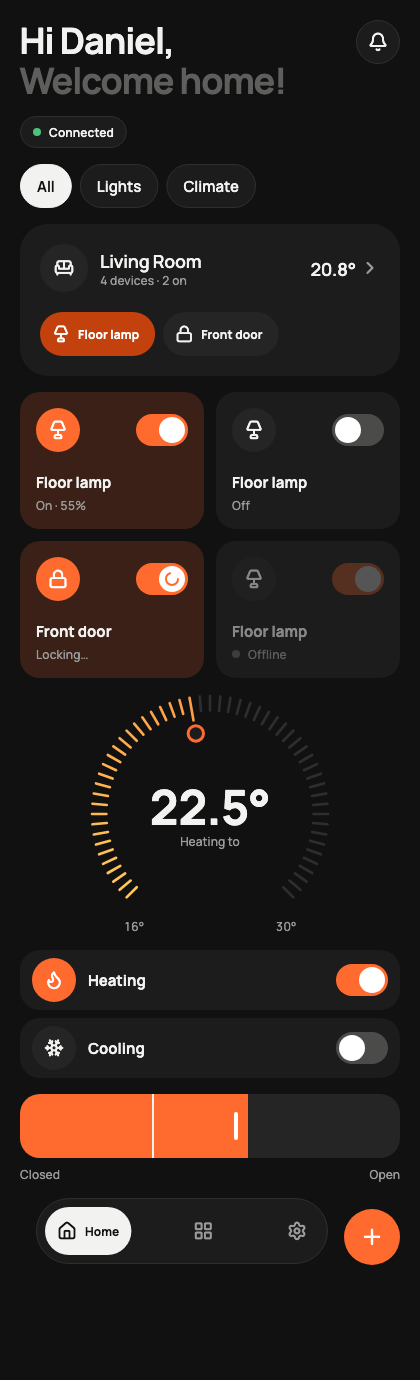 Hi Daniel,
Welcome home!
Connected
All Lights Climate
Living Room
4 devices · 2 on
20.8°
Floor lamp Front door
Floor lamp
On · 55%
Floor lamp
Off
Front door
Locking...
Floor lamp
Offline
22.5°
Heating to
16° 30°
Heating
Cooling
Closed Open
Home